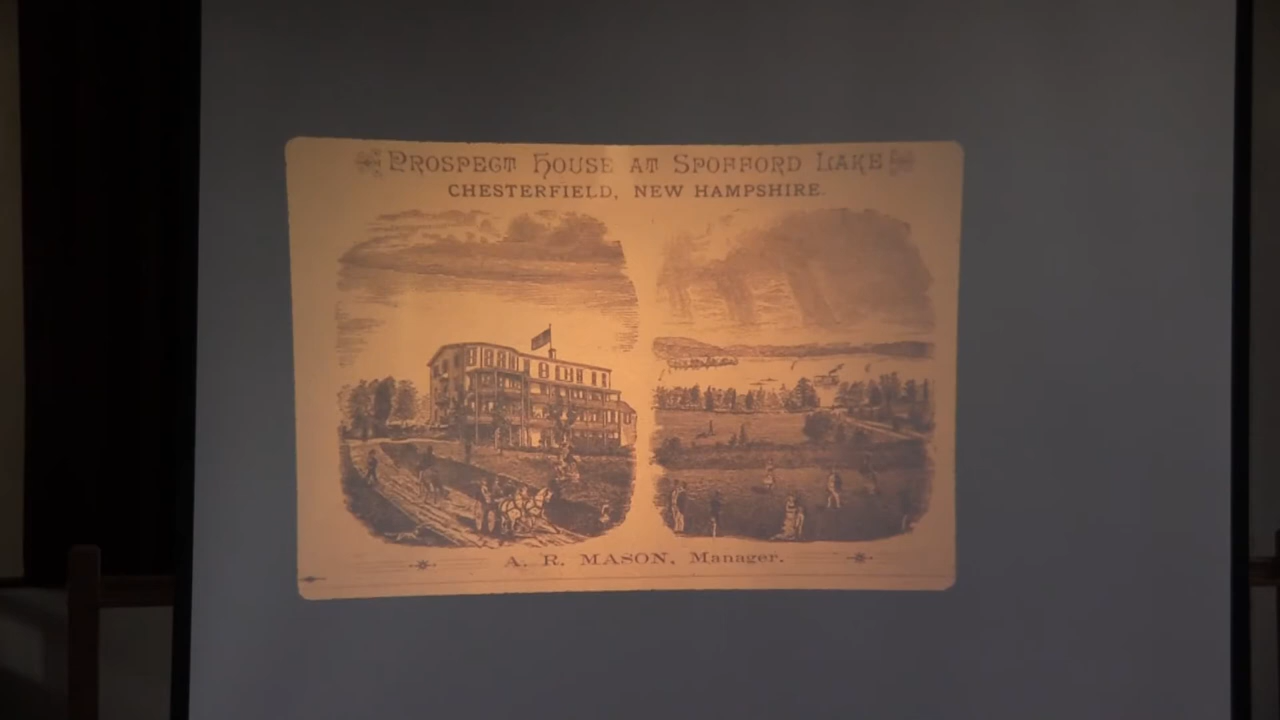 PROSPECT HOUSE AT SPOFFORD LAKE
CHESTERFIELD, NEW HAMPSHIRE.
A. R. MASON, Manager.